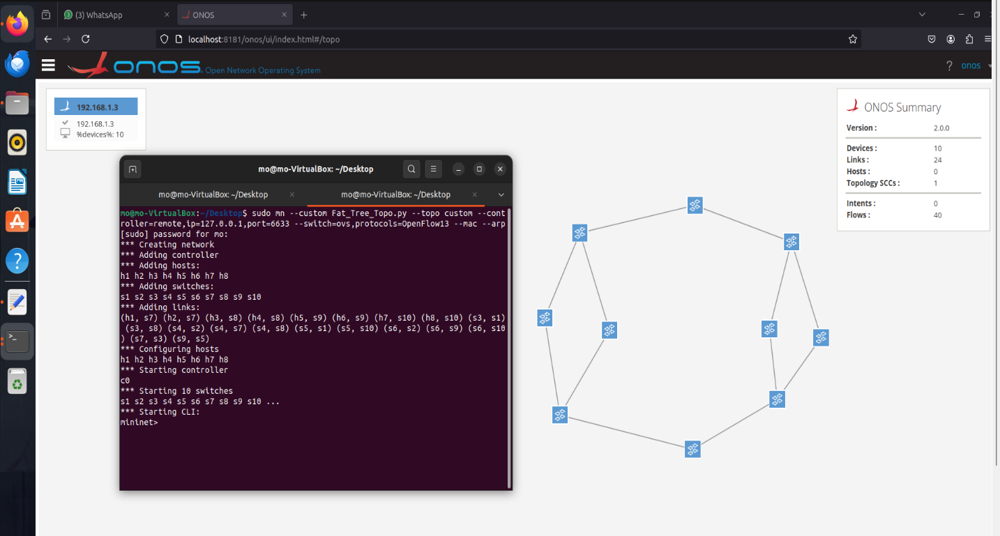 (3) WhatsApp
ONOS
localhost:8181/onos/ui/index.html#/topo
onos Open Network Operating System
? onos
192.168.1.3
192.168.1.3
%devices%: 10
ONOS Summary
Version : 2.0.0
Devices : 10
Links : 24
Hosts : 0
Topology SCCs : 1
Intents : 0
Flows : 40
mo@mo-VirtualBox: ~/Desktop
mo@mo-VirtualBox: ~/Desktop
mo@mo-VirtualBox: ~/Desktop
mo@mo-VirtualBox:~/Desktop$ sudo mn --custom Fat_Tree_Topo.py --topo custom --cont
roller=remote,ip=127.0.0.1,port=6633 --switch=ovs,protocols=OpenFlow13 --mac --arp
[sudo] password for mo:
*** Creating network
*** Adding controller
*** Adding hosts:
h1 h2 h3 h4 h5 h6 h7 h8
*** Adding switches:
s1 s2 s3 s4 s5 s6 s7 s8 s9 s10
*** Adding links:
(h1, s7) (h2, s7) (h3, s8) (h4, s8) (h5, s9) (h6, s9) (h7, s10) (h8, s10) (s3, s1)
(s3, s8) (s4, s2) (s4, s7) (s4, s8) (s5, s1) (s5, s10) (s6, s2) (s6, s9) (s6, s10
) (s7, s3) (s9, s5)
*** Configuring hosts
h1 h2 h3 h4 h5 h6 h7 h8
*** Starting controller
c0
*** Starting 10 switches
s1 s2 s3 s4 s5 s6 s7 s8 s9 s10 ...
*** Starting CLI:
mininet>